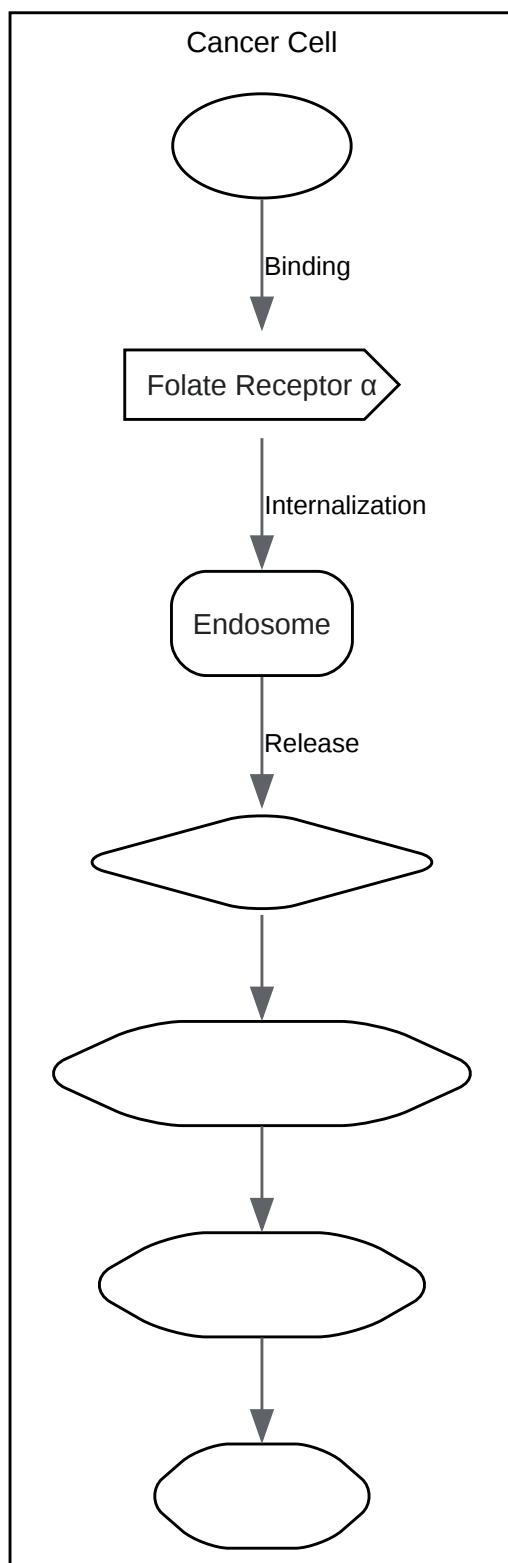 Cancer Cell
Binding
Folate Receptor α
Internalization
Endosome
Release